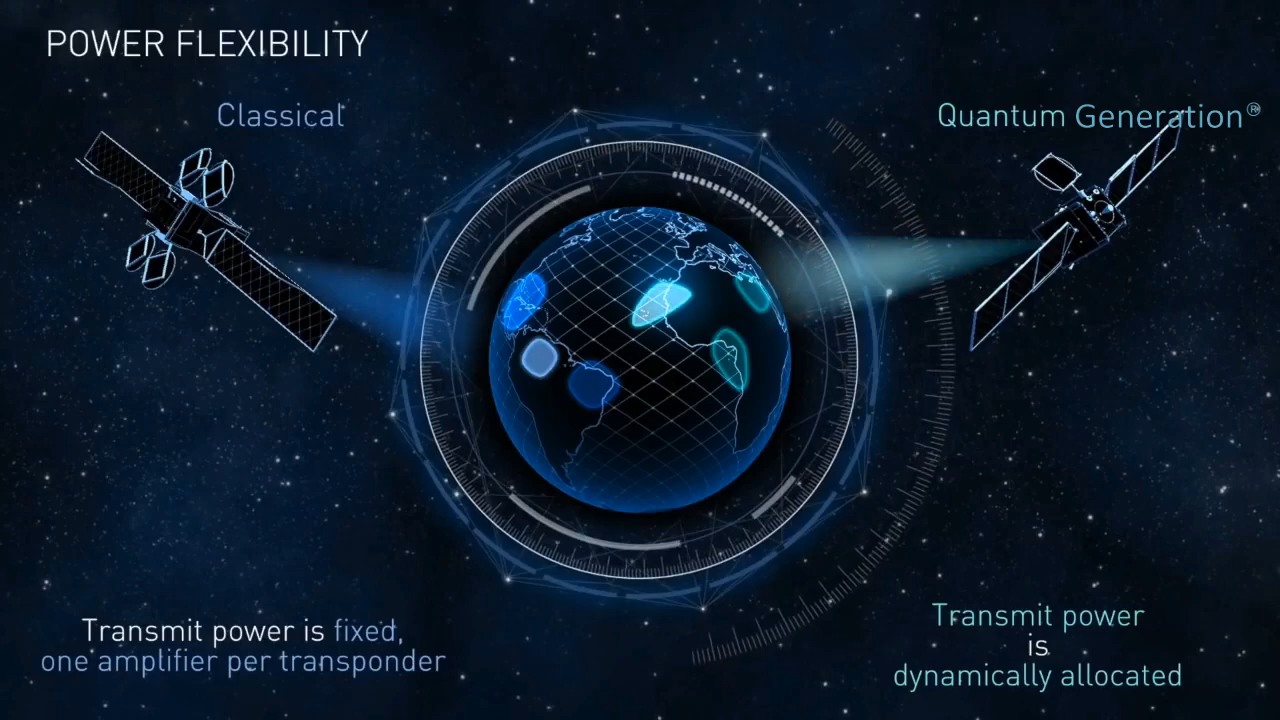 POWER FLEXIBILITY
Classical
Quantum Generation®
Transmit power is fixed,
one amplifier per transponder
Transmit power
is
dynamically allocated